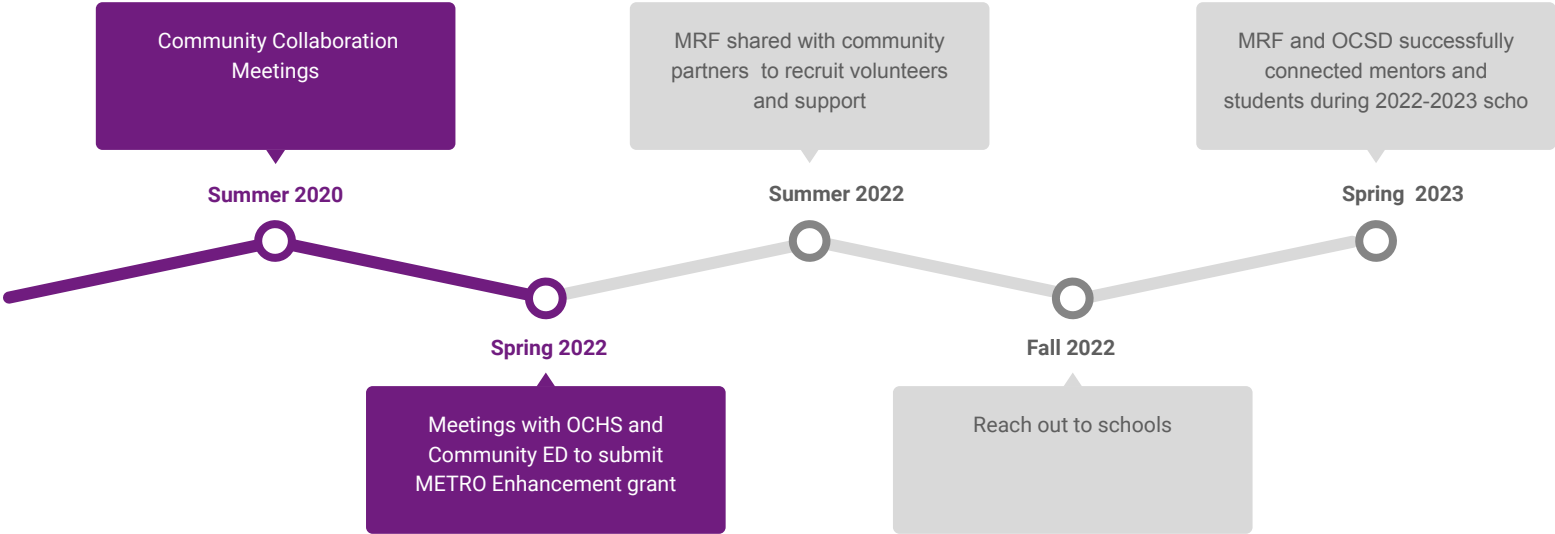 Community Collaboration
Meetings
MRF shared with community
partners to recruit volunteers
and support
MRF and OCSD successfully
connected mentors and
students during 2022-2023 scho
Summer 2020
Summer 2022
Spring 2023
Spring 2022
Fall 2022
Meetings with OCHS and
Community ED to submit
METRO Enhancement grant
Reach out to schools